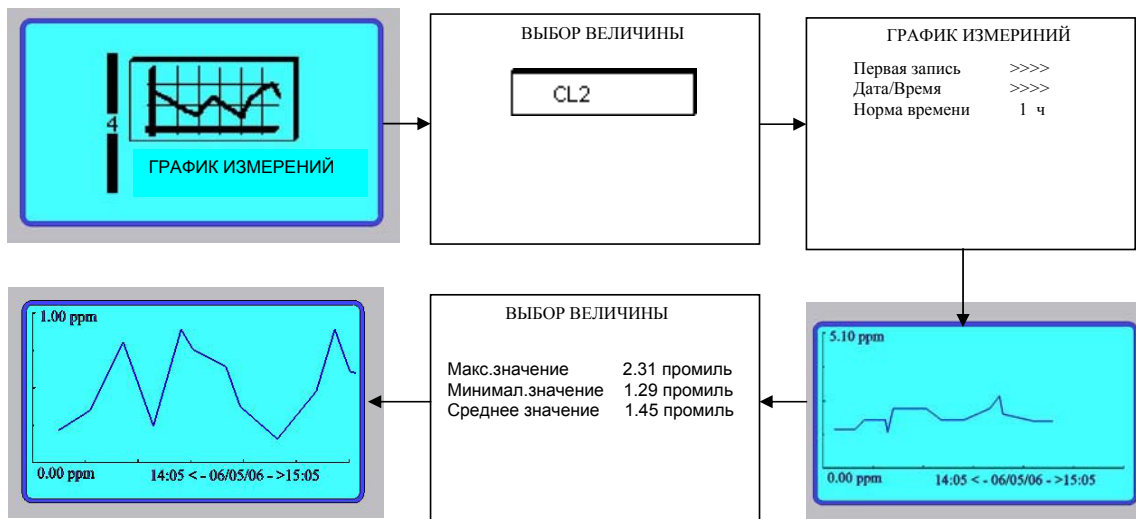 4
ГРАФИК ИЗМЕРЕНИЙ
ВЫБОР ВЕЛИЧИНЫ
CL2
ГРАФИК ИЗМЕРИНИЙ
Первая запись >>>>
Дата/Время >>>>
Норма времени 1 ч
5.10 ppm
0.00 ppm 14:05 < - 06/05/06 - >15:05
ВЫБОР ВЕЛИЧИНЫ
Макс.значение 2.31 промиль
Минимал.значение 1.29 промиль
Среднее значение 1.45 промиль
1.00 ppm
0.00 ppm 14:05 < - 06/05/06 - >15:05